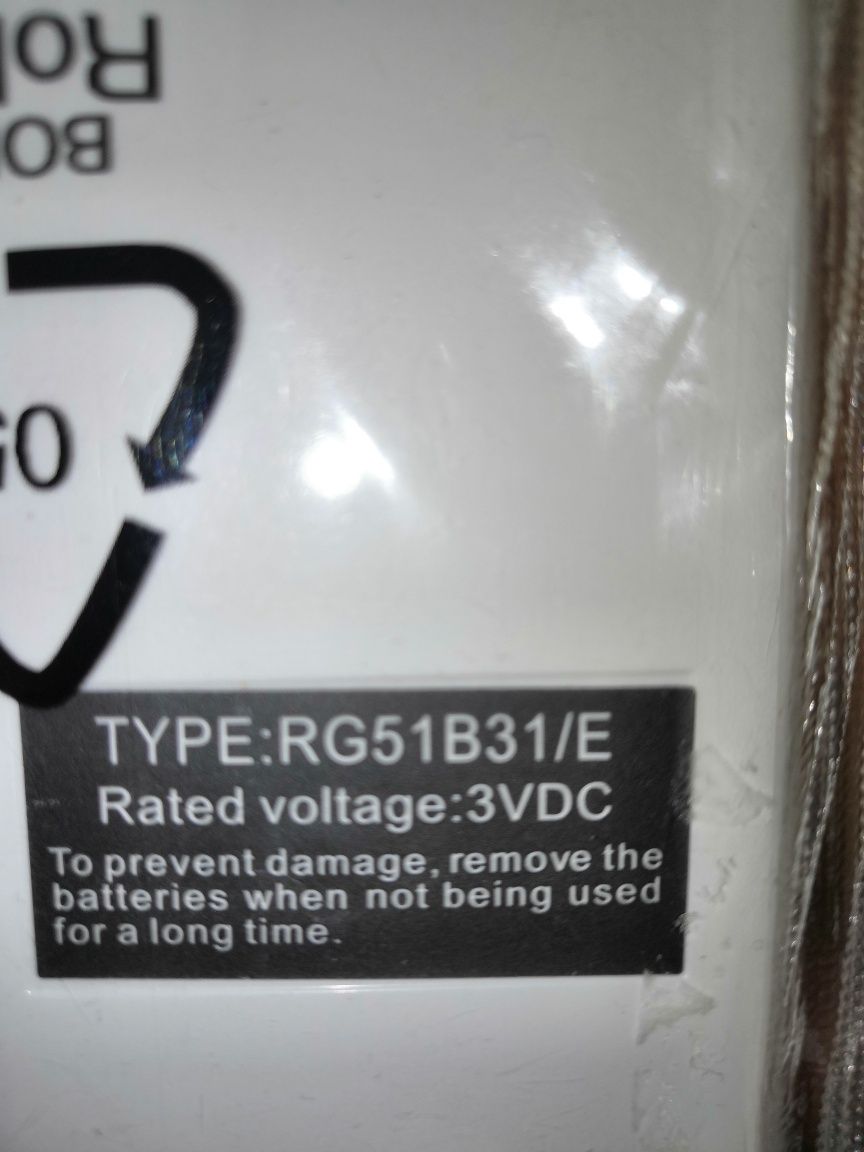 TYPE:RG51B31/E
Rated voltage:3VDC
To prevent damage, remove the
batteries when not being used
for a long time.